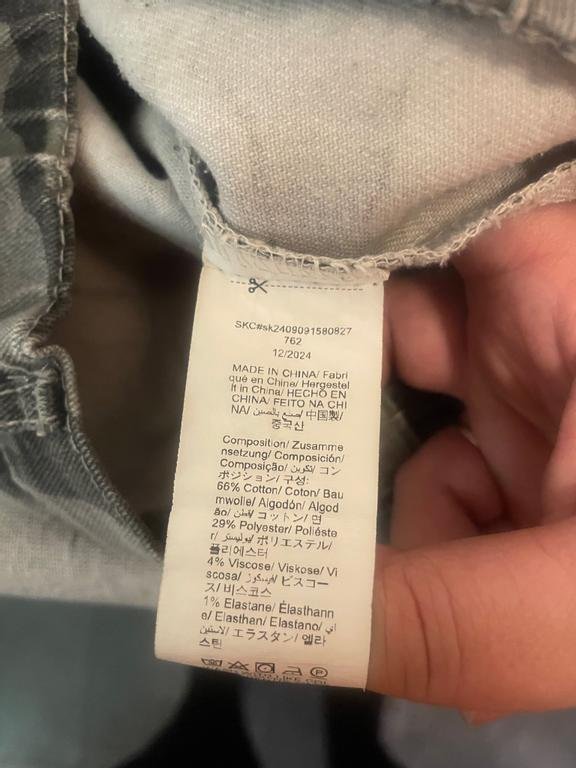 SKC#sk2409091580827
762
12/2024
MADE IN CHINA/ Fabri
qué en Chine/ Hergestel
lt in China/ HECHO EN
CHINA/ FEITO NA CHI
NA/ صنع بالصين/ 中国製/
중국산
Composition/ Zusamme
nsetzung/ Composición/
Composição/ تكوين/ コン
ポジション/ 구성:
66% Cotton/ Coton/ Bau
mwolle/ Algodón/ Algod
ão/ قطن/ コットン/ 면
29% Polyester/ Poliéste
r/ بوليستر/ ポリエステル/
폴리에스터
4% Viscose/ Viskose/ Vi
scosa/ فيسكوز/ ビスコー
ス/ 비스코스
1% Elastane/ Élasthann
e/ Elasthan/ Elastano/ اي
لاستين/ エラスタン/ 엘라
스틴